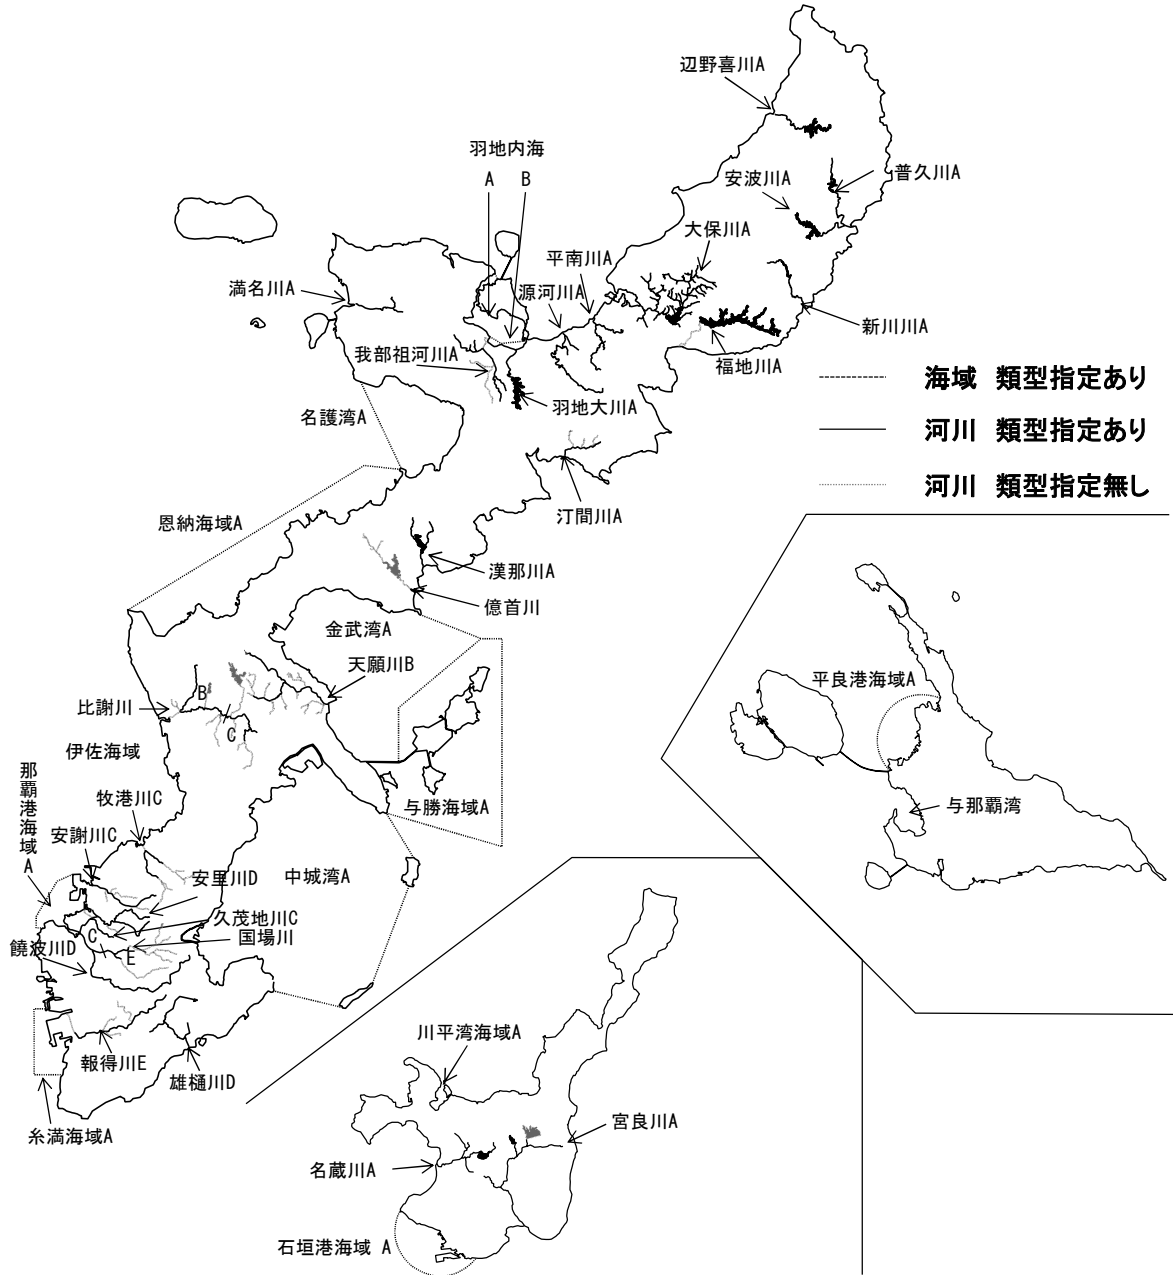 辺野喜川A
羽地内海
A B
普久川A
安波川A
大保川A
平南川A
源河川A
満名川A
新川川A
我部祖河川A
福地川A
羽地大川A
名護湾A
海域 類型指定あり
河川 類型指定あり
河川 類型指定無し
汀間川A
恩納海域A
漢那川A
億首川
金武湾A
天願川B
B
比謝川
C
伊佐海域
平良港海域A
与那覇湾
那覇港海域A
牧港川C
与勝海域A
安謝川C
安里川D
中城湾A
久茂地川C
C
国場川
饒波川D
E
報得川E
雄樋川D
糸満海域A
川平湾海域A
宮良川A
名蔵川A
石垣港海域 A